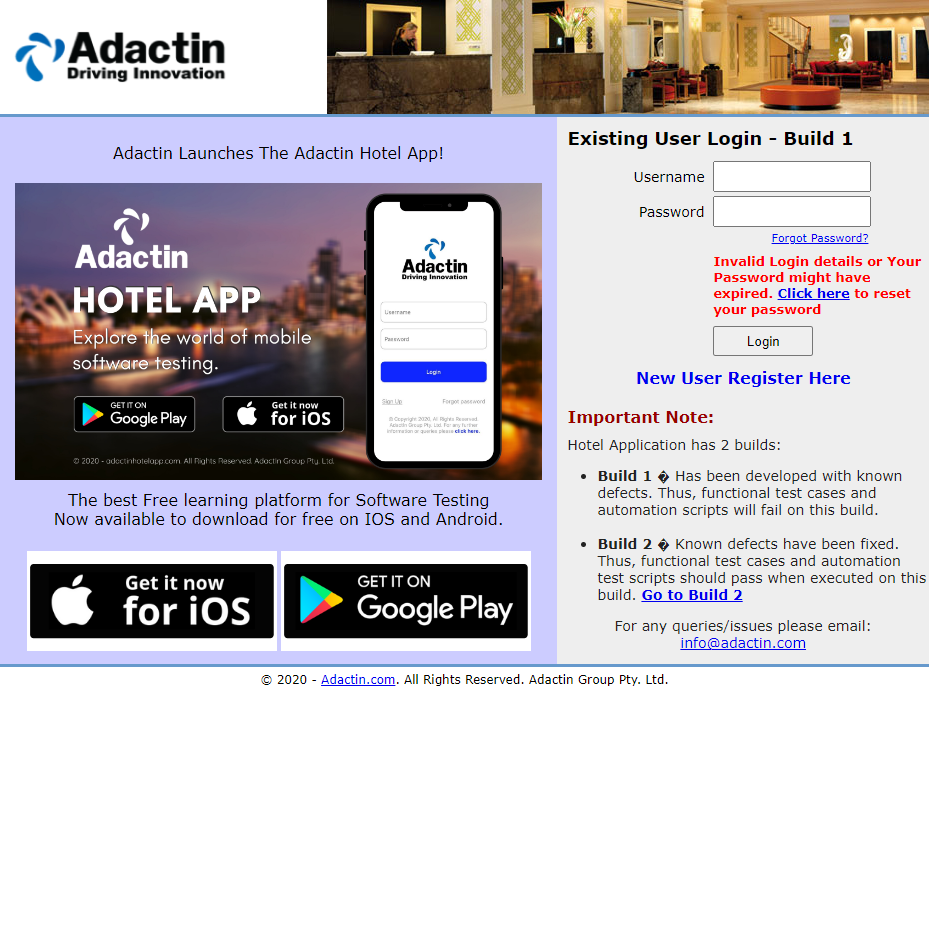 Adactin
Driving Innovation
Adactin Launches The Adactin Hotel App!
Adactin
HOTEL APP
Explore the world of mobile
software testing.
GET IT ON
Google Play
Get it now
for iOS
© 2020 - adactinhotelapp.com. All Rights Reserved. Adactin Group Pty. Ltd.
Adactin
Driving Innovation
Username
Password
Login
Sign Up
Forgot password
© Copyright 2020. All Rights Reserved.
Adactin Group Pty. Ltd. For any further
information or queries please click here.
The best Free learning platform for Software Testing
Now available to download for free on IOS and Android.
Get it now
for iOS
GET IT ON
Google Play
Existing User Login - Build 1
Username
Password
Forgot Password?
Invalid Login details or Your
Password might have
expired. Click here to reset
your password
Login
New User Register Here
Important Note:
Hotel Application has 2 builds:
• Build 1 � Has been developed with known
defects. Thus, functional test cases and
automation scripts will fail on this build.
• Build 2 � Known defects have been fixed.
Thus, functional test cases and automation
test scripts should pass when executed on this
build. Go to Build 2
For any queries/issues please email:
info@adactin.com
© 2020 - Adactin.com. All Rights Reserved. Adactin Group Pty. Ltd.